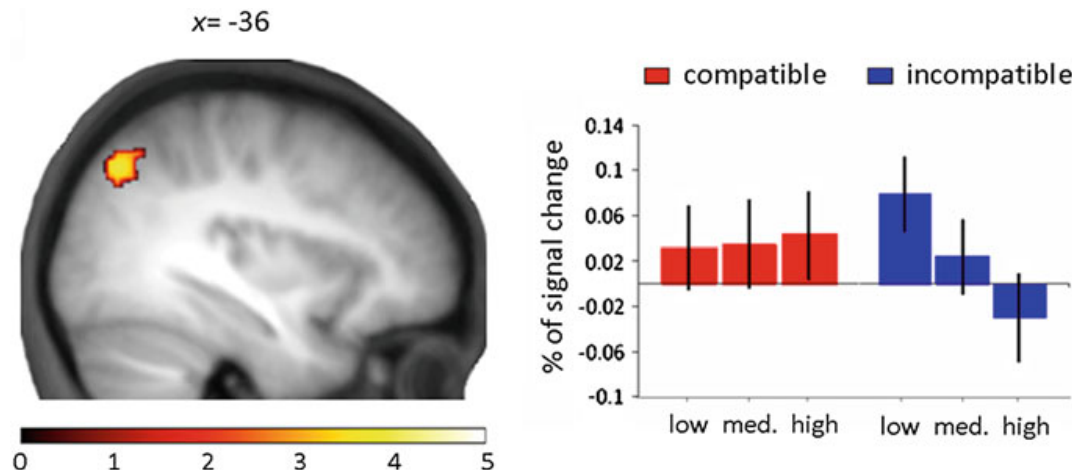 x= -36
0 1 2 3 4 5
compatible incompatible
% of signal change
0.14
0.1
0.06
0.02
-0.02
-0.06
-0.1
low med. high low med. high